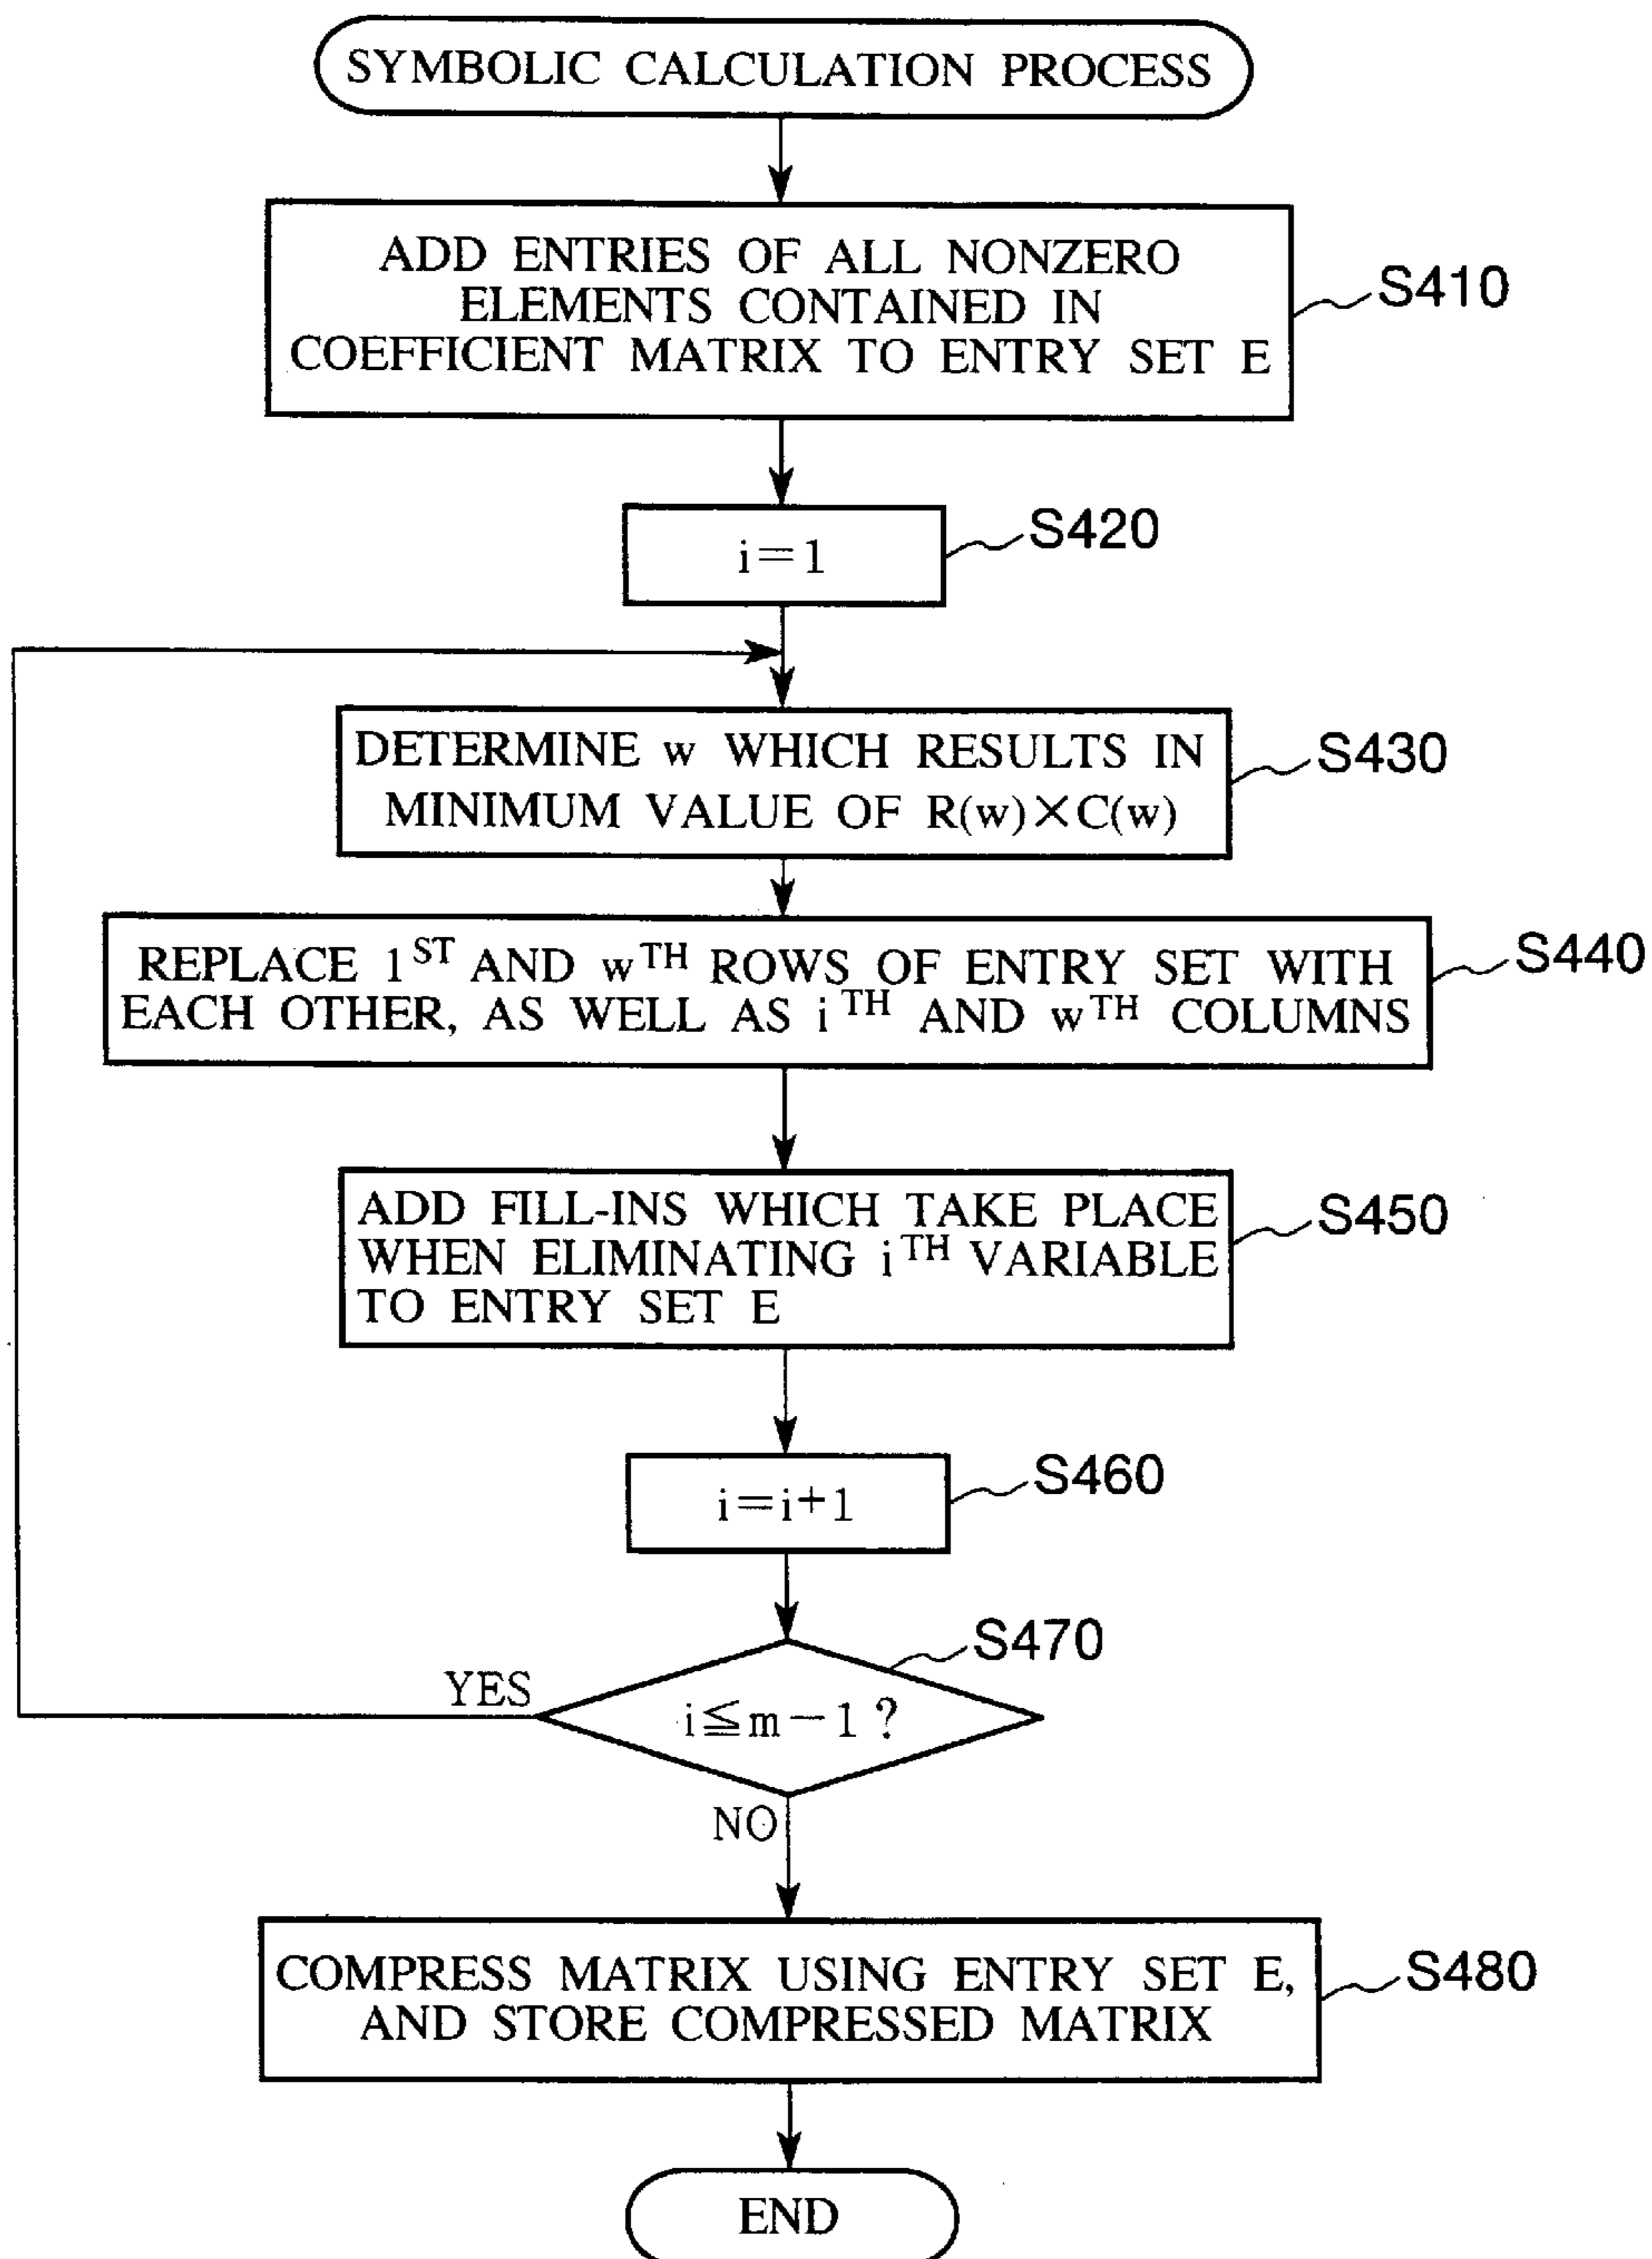 SYMBOLIC CALCULATION PROCESS
ADD ENTRIES OF ALL NONZERO
ELEMENTS CONTAINED IN
COEFFICIENT MATRIX TO ENTRY SET E
S410
i=1
S420
DETERMINE w WHICH RESULTS IN
MINIMUM VALUE OF R(w)×C(w)
S430
REPLACE 1ST AND wTH ROWS OF ENTRY SET WITH
EACH OTHER, AS WELL AS iTH AND wTH COLUMNS
S440
ADD FILL-INS WHICH TAKE PLACE
WHEN ELIMINATING iTH VARIABLE
TO ENTRY SET E
S450
i=i+1
S460
S470
YES
i≦m-1?
NO
COMPRESS MATRIX USING ENTRY SET E,
AND STORE COMPRESSED MATRIX
S480
END